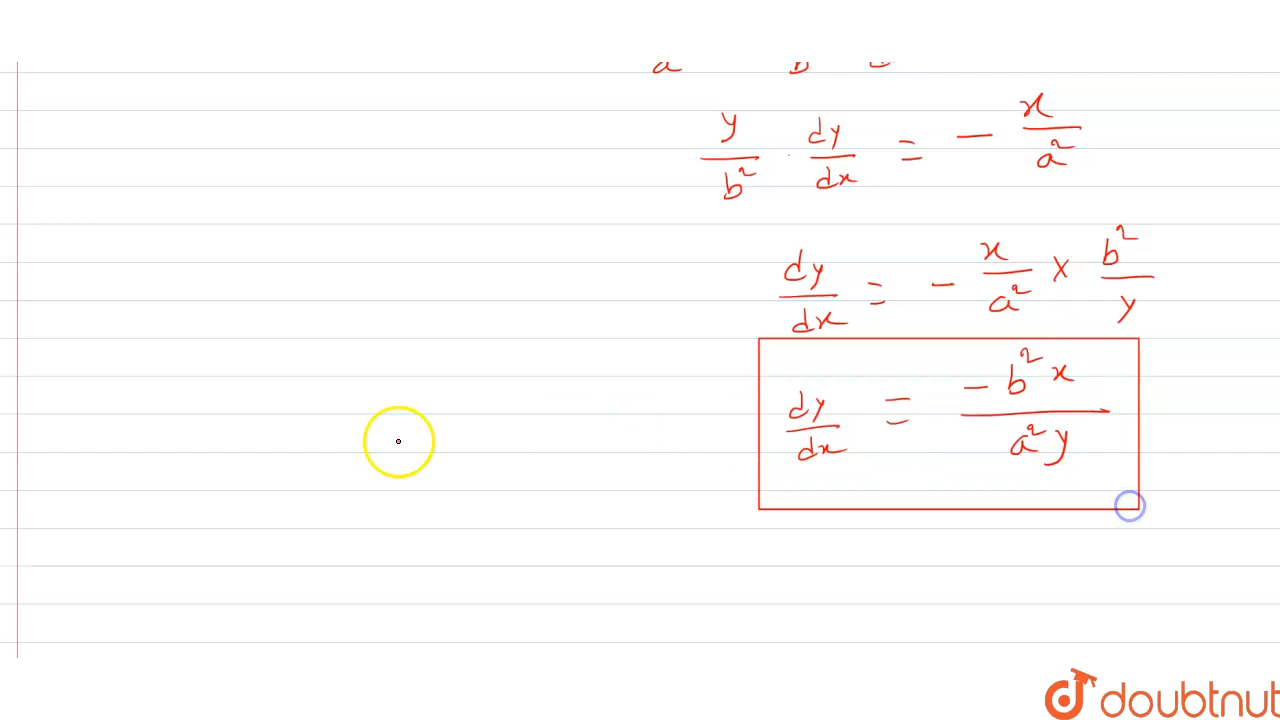 a b
y/b² · dy/dx = - x/a²
dy/dx = - x/a² × b²/y
dy/dx = -b²x/a²y
doubtnut